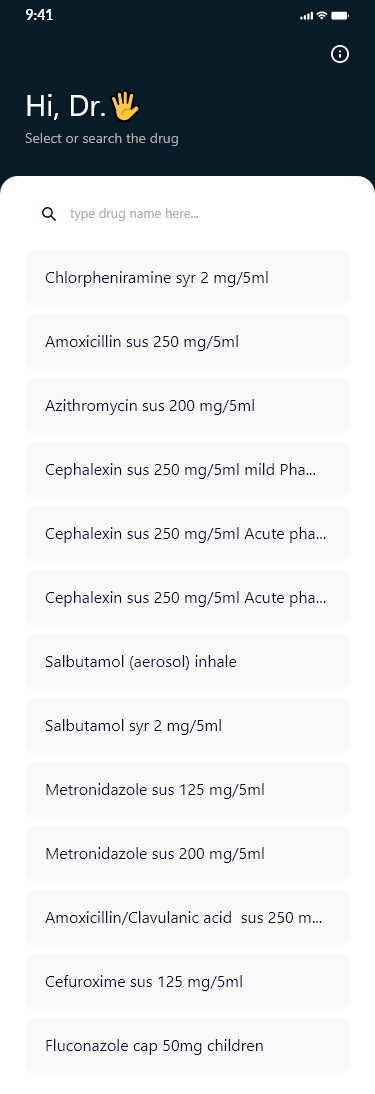 9:41
Hi, Dr.🖐
Select or search the drug
type drug name here...
Chlorpheniramine syr 2 mg/5ml
Amoxicillin sus 250 mg/5ml
Azithromycin sus 200 mg/5ml
Cephalexin sus 250 mg/5ml mild Pha...
Cephalexin sus 250 mg/5ml Acute pha...
Cephalexin sus 250 mg/5ml Acute pha...
Salbutamol (aerosol) inhale
Salbutamol syr 2 mg/5ml
Metronidazole sus 125 mg/5ml
Metronidazole sus 200 mg/5ml
Amoxicillin/Clavulanic acid  sus 250 m...
Cefuroxime sus 125 mg/5ml
Fluconazole cap 50mg children